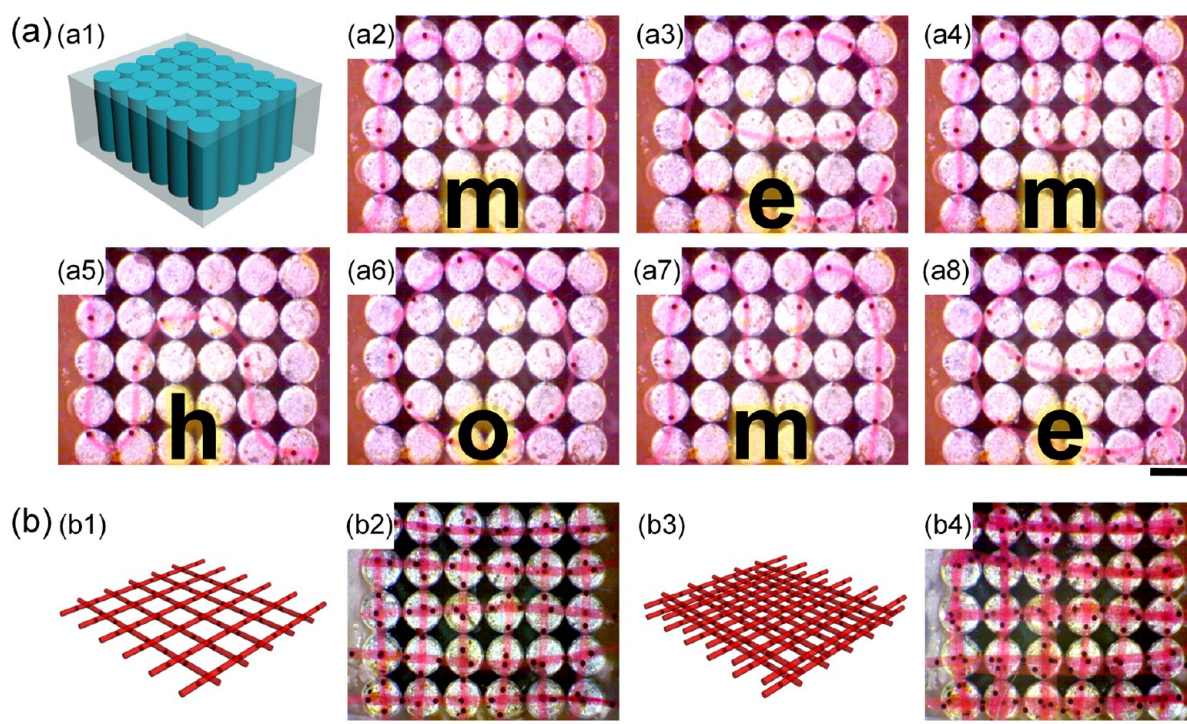 (a) (a1) (a2) (a3) (a4)
m e m
(a5) (a6) (a7) (a8)
h o m e
(b) (b1) (b2) (b3) (b4)